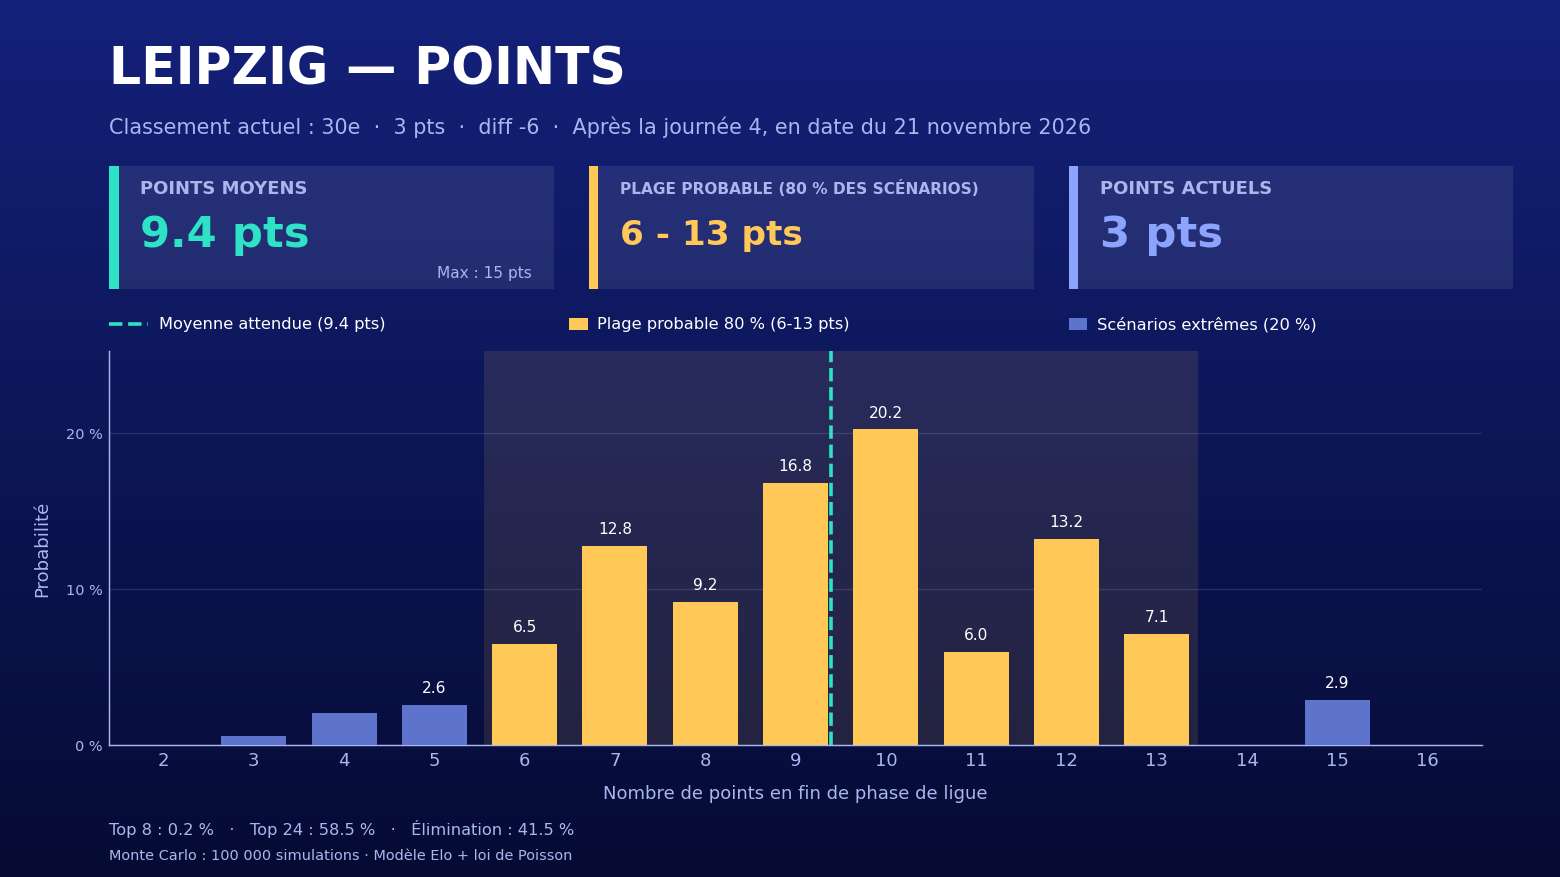 LEIPZIG — POINTS
Classement actuel : 30e · 3 pts · diff -6 · Après la journée 4, en date du 21 novembre 2026
POINTS MOYENS
9.4 pts
Max : 15 pts
PLAGE PROBABLE (80 % DES SCÉNARIOS)
6 - 13 pts
POINTS ACTUELS
3 pts
Moyenne attendue (9.4 pts)
Plage probable 80 % (6-13 pts)
Scénarios extrêmes (20 %)
Probabilité
20 %
10 %
0 %
2.6
6.5
12.8
9.2
16.8
20.2
6.0
13.2
7.1
2.9
2 3 4 5 6 7 8 9 10 11 12 13 14 15 16
Nombre de points en fin de phase de ligue
Top 8 : 0.2 % · Top 24 : 58.5 % · Élimination : 41.5 %
Monte Carlo : 100 000 simulations · Modèle Elo + loi de Poisson